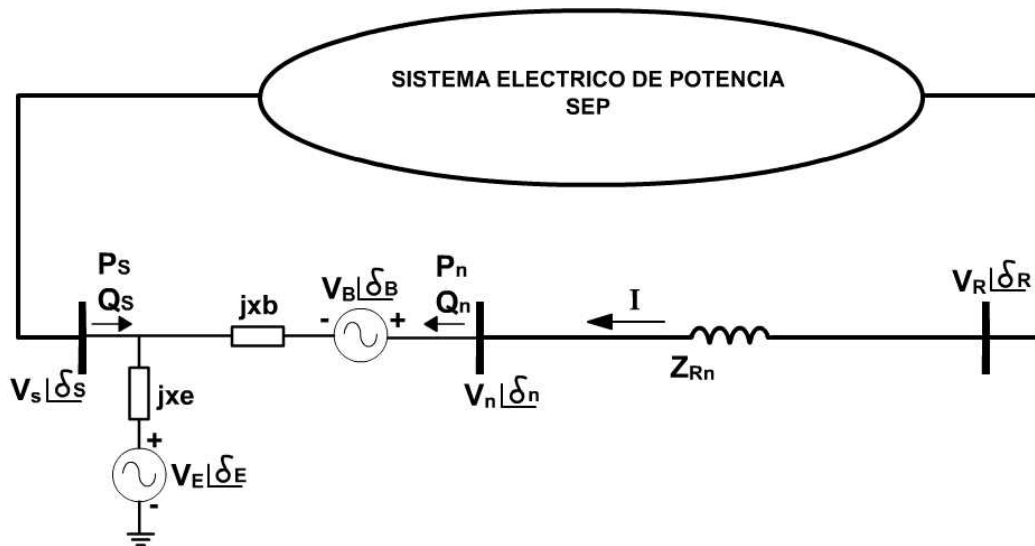 SISTEMA ELECTRICO DE POTENCIA
SEP
PS
QS
jxb
VB|δB
- +
Pn
Qn
I
VR|δR
Vs|δS
jxe
Vn|δn
ZRn
+
VE|δE
-